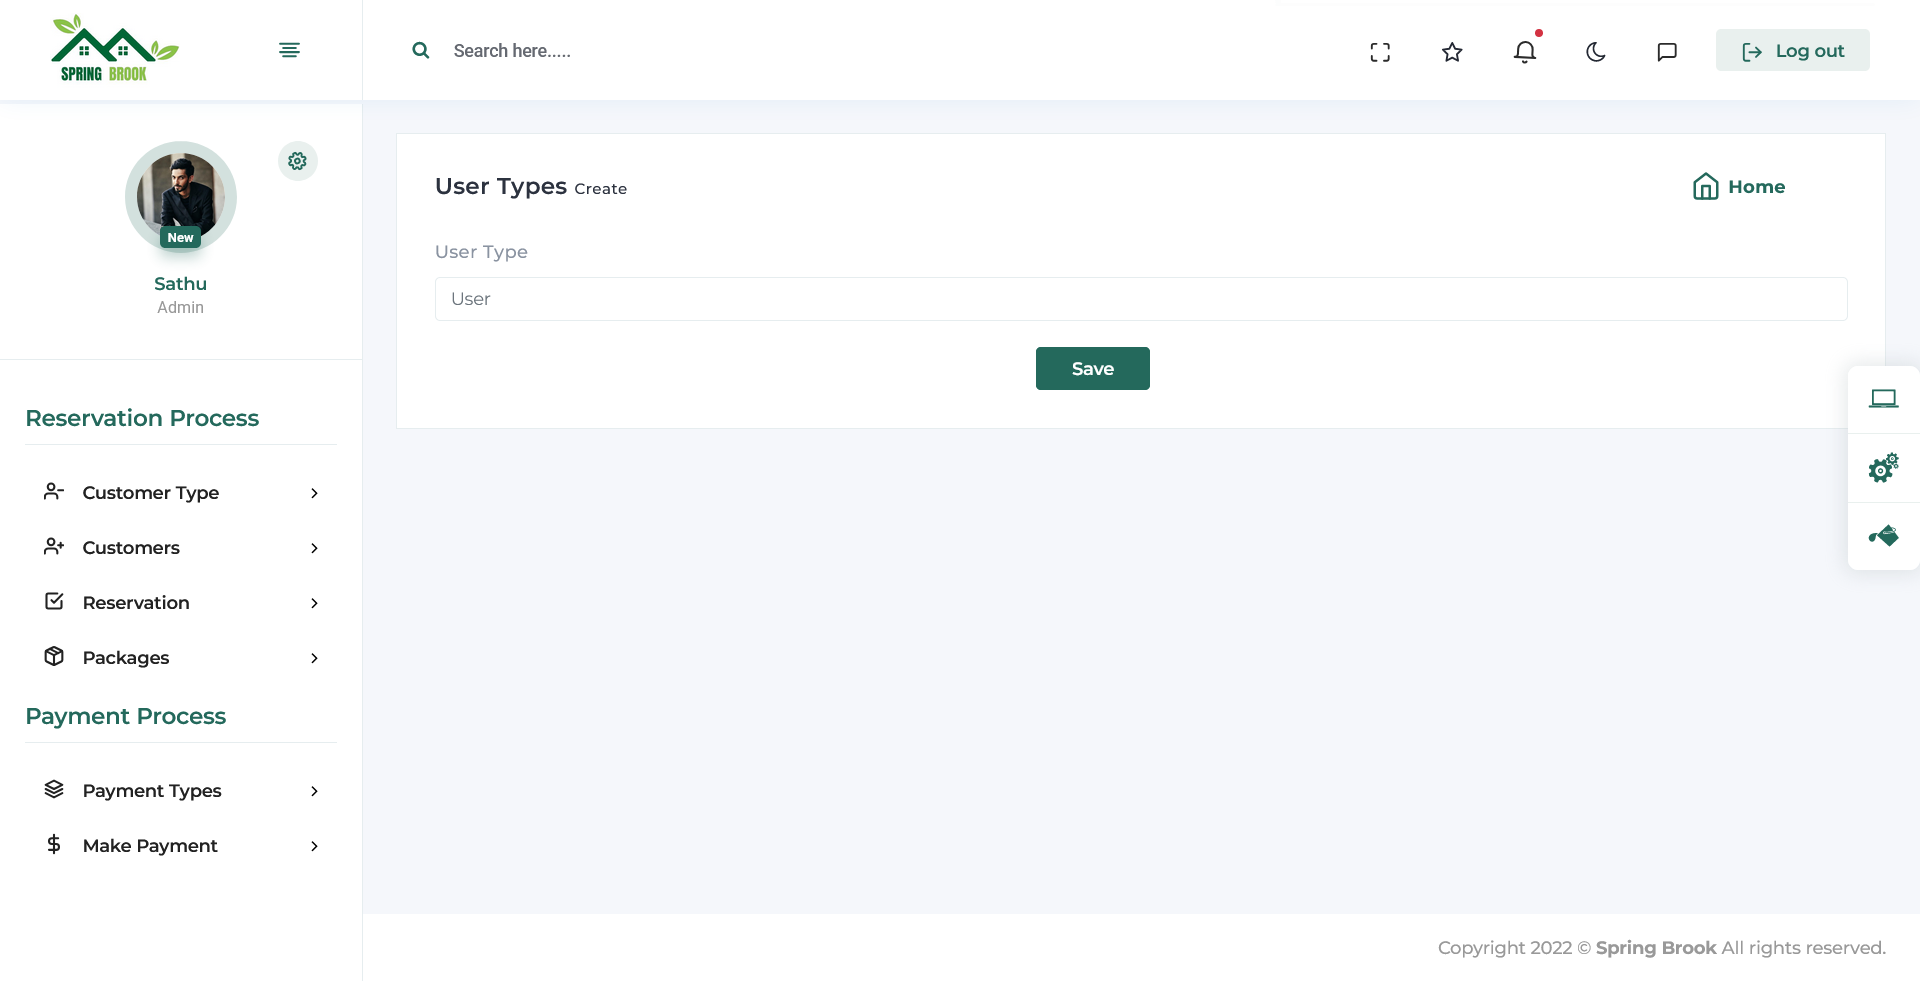 SPRING BROOK
Search here.....
Log out
New
Sathu
Admin
Reservation Process
Customer Type
Customers
Reservation
Packages
Payment Process
Payment Types
Make Payment
User Types Create
Home
User Type
User
Save
Copyright 2022 © Spring Brook All rights reserved.